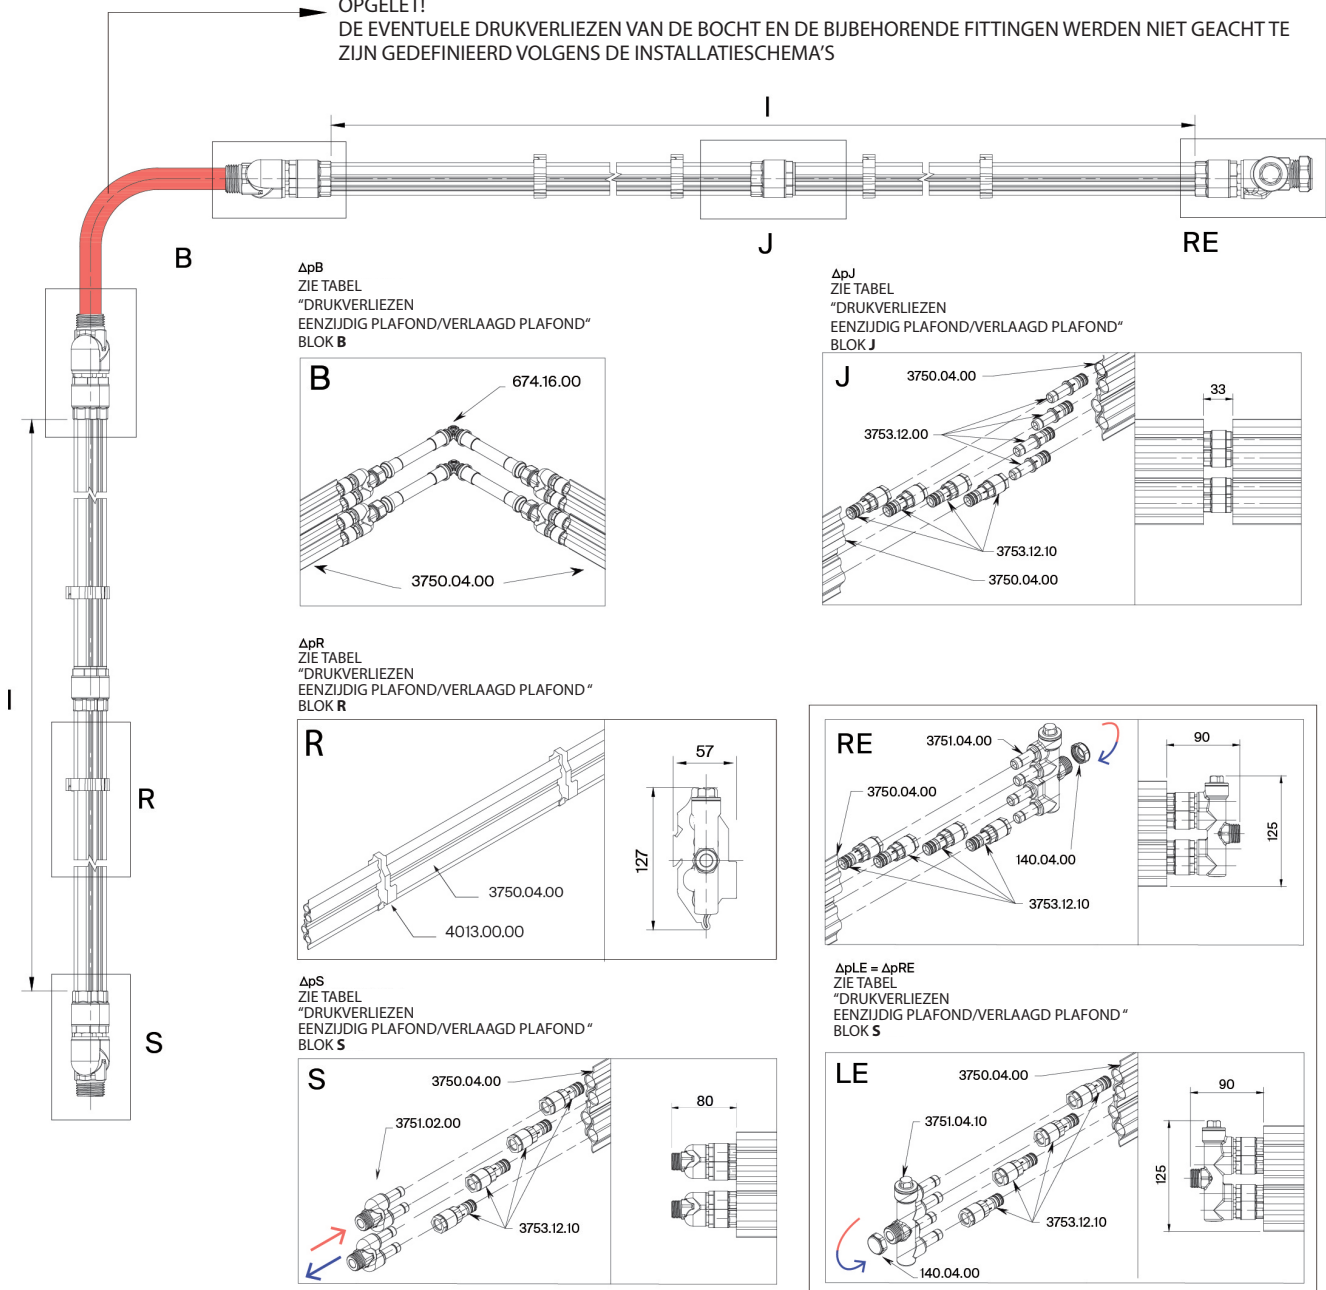 OPGELET!
DE EVENTUELE DRUKVERLIEZEN VAN DE BOCHT EN DE BIJBEHORENDE FITTINGEN WERDEN NIET GEACHT TE
ZIJN GEDEFINIEERD VOLGENS DE INSTALLATIESCHEMA'S
I
B
J
RE
ΔpB
ZIE TABEL
“DRUKVERLIEZEN
EENZIJDIG PLAFOND/VERLAAGD PLAFOND“
BLOK B
B
674.16.00
3750.04.00
ΔpJ
ZIE TABEL
“DRUKVERLIEZEN
EENZIJDIG PLAFOND/VERLAAGD PLAFOND“
BLOK J
J
3750.04.00
3753.12.00
3753.12.10
3750.04.00
33
I
R
S
ΔpR
ZIE TABEL
“DRUKVERLIEZEN
EENZIJDIG PLAFOND/VERLAAGD PLAFOND “
BLOK R
R
3750.04.00
4013.00.00
57
127
RE
3751.04.00
3750.04.00
140.04.00
3753.12.10
90
125
ΔpS
ZIE TABEL
“DRUKVERLIEZEN
EENZIJDIG PLAFOND/VERLAAGD PLAFOND “
BLOK S
S
3750.04.00
3751.02.00
3753.12.10
80
ΔpLE = ΔpRE
ZIE TABEL
“DRUKVERLIEZEN
EENZIJDIG PLAFOND/VERLAAGD PLAFOND “
BLOK S
LE
3750.04.00
3751.04.10
3753.12.10
140.04.00
90
125